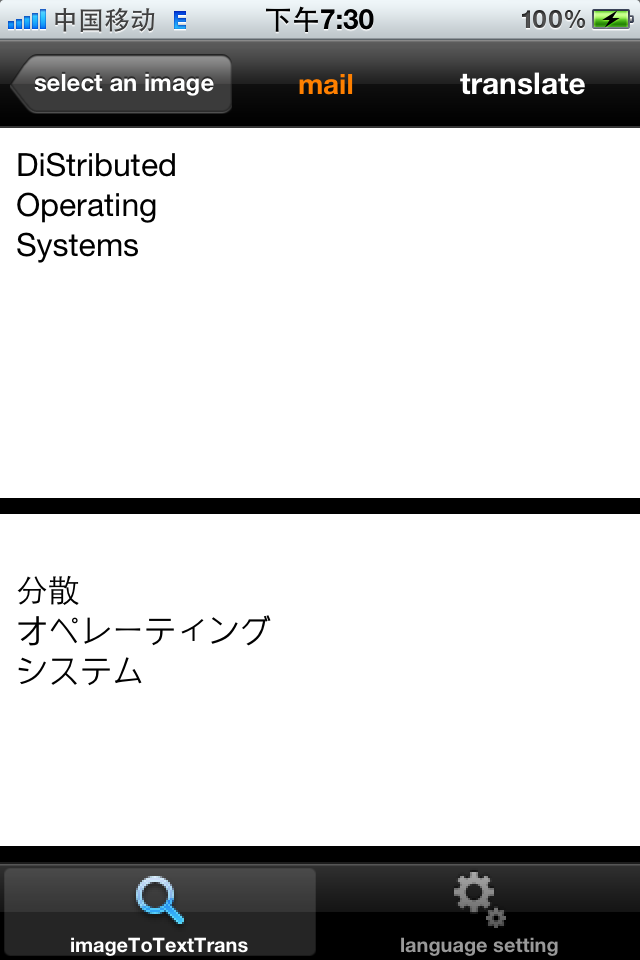 中国移动 E 下午7:30 100%
select an image mail translate
DiStributed
Operating
Systems
分散
オペレーティング
システム
imageToTextTrans language setting